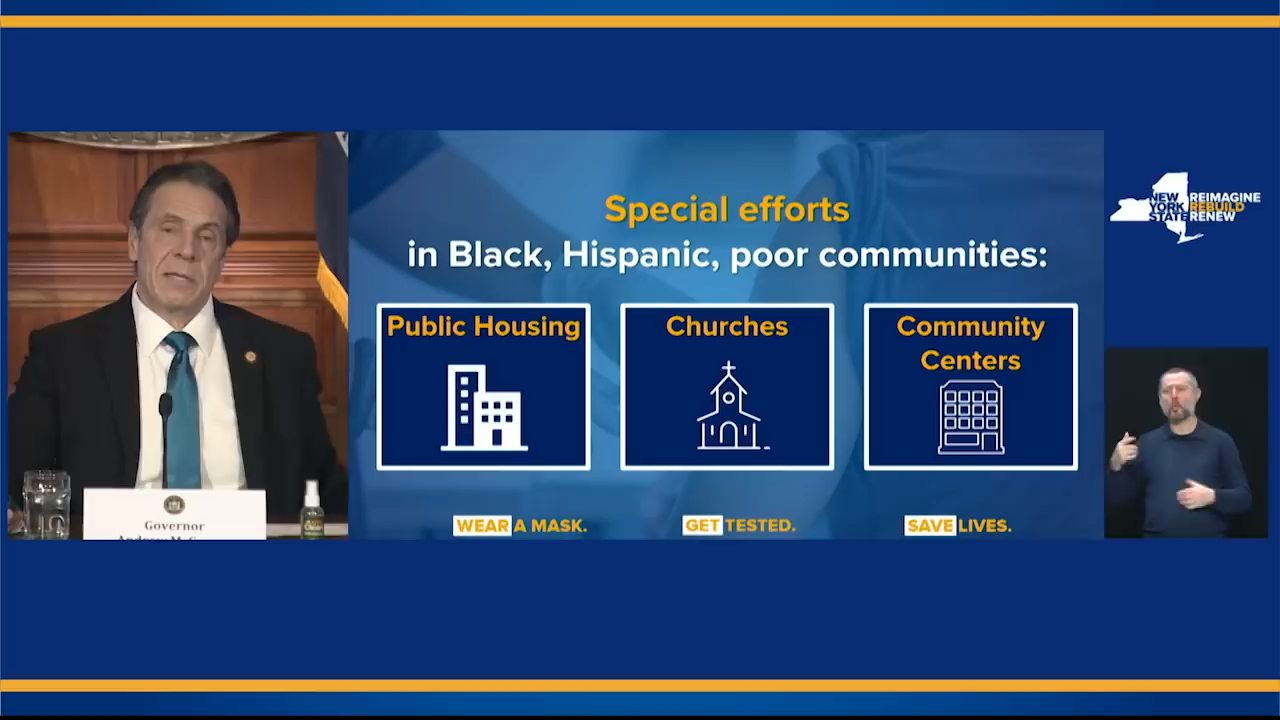 Special efforts
in Black, Hispanic, poor communities:
Public Housing
Churches
Community
Centers
WEAR A MASK.
GET TESTED.
SAVE LIVES.
NEW
YORK
STATE
REIMAGINE
REBUILD
RENEW
Governor